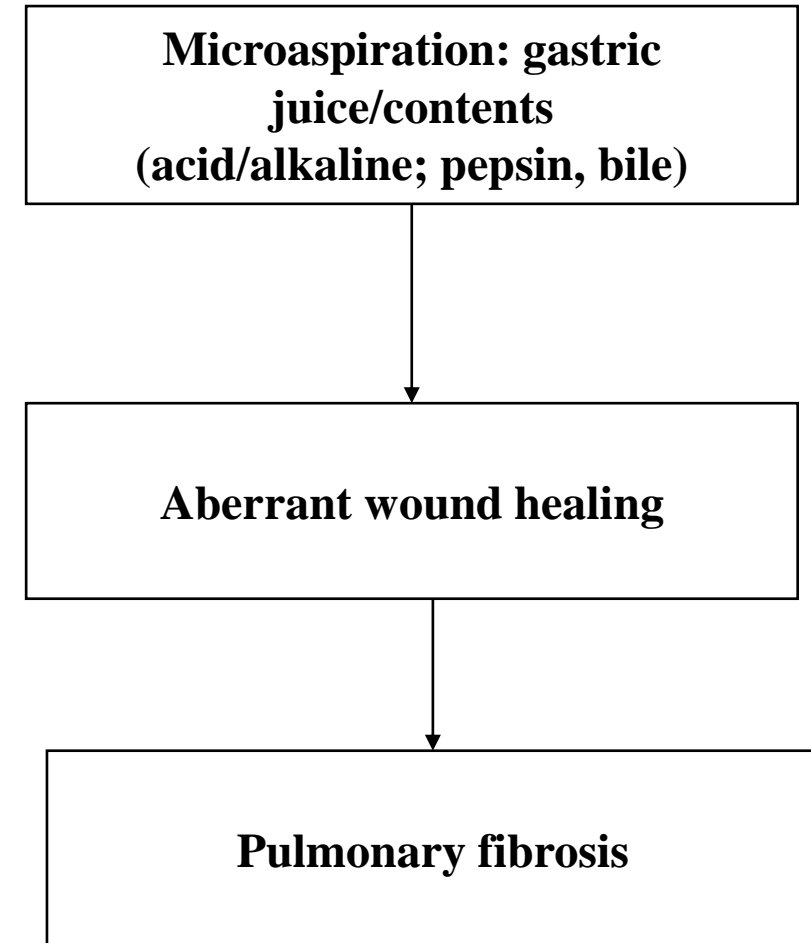 Microaspiration: gastric
juice/contents
(acid/alkaline; pepsin, bile)
Aberrant wound healing
Pulmonary fibrosis